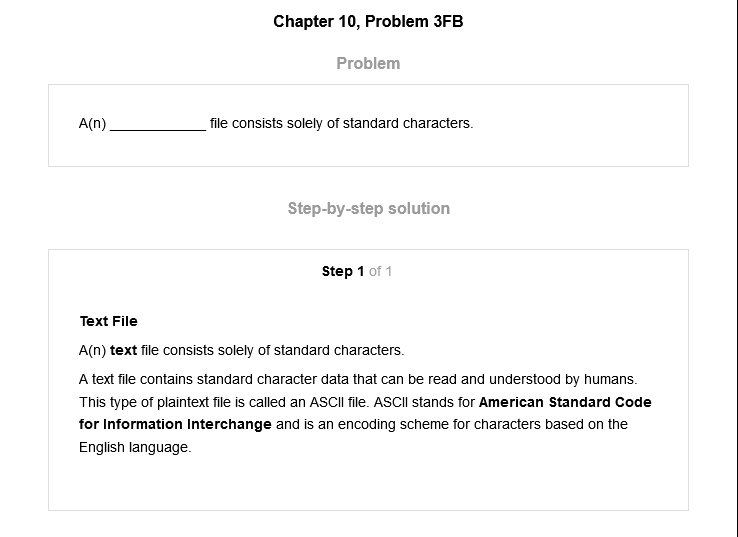 Chapter 10, Problem 3FB
Problem
A(n) _____________ file consists solely of standard characters.
Step-by-step solution
Step 1 of 1
Text File
A(n) text file consists solely of standard characters.
A text file contains standard character data that can be read and understood by humans.
This type of plaintext file is called an ASCII file. ASCII stands for American Standard Code
for Information Interchange and is an encoding scheme for characters based on the
English language.